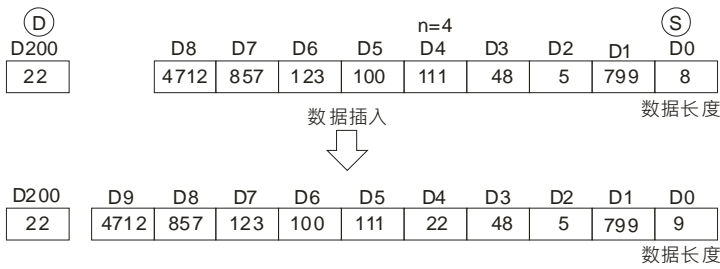 D n=4 S
D200 D8 D7 D6 D5 D4 D3 D2 D1 D0
22 4712 857 123 100 111 48 5 799 8
数据插入 数据长度
D200 D9 D8 D7 D6 D5 D4 D3 D2 D1 D0
22 4712 857 123 100 111 22 48 5 799 9
数据长度